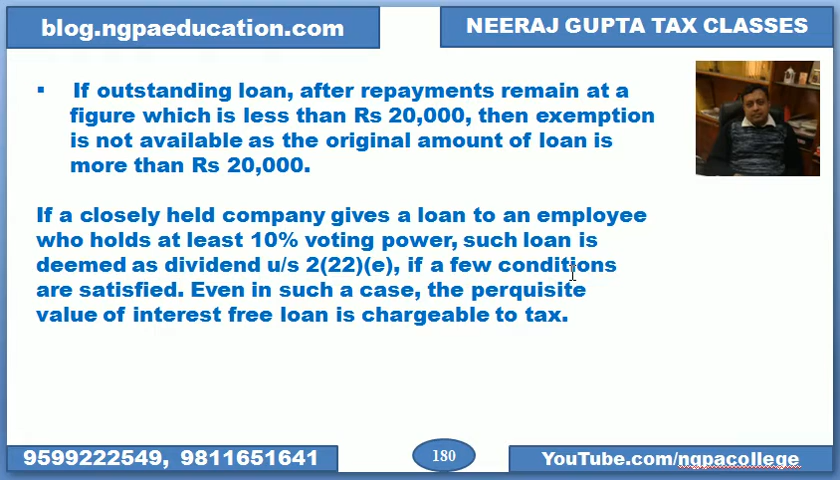 blog.ngpaeducation.com
NEERAJ GUPTA TAX CLASSES
▪ If outstanding loan, after repayments remain at a
figure which is less than Rs 20,000, then exemption
is not available as the original amount of loan is
more than Rs 20,000.
If a closely held company gives a loan to an employee
who holds at least 10% voting power, such loan is
deemed as dividend u/s 2(22)(e), if a few conditions
are satisfied. Even in such a case, the perquisite
value of interest free loan is chargeable to tax.
9599222549, 9811651641
180
YouTube.com/ngpacollege